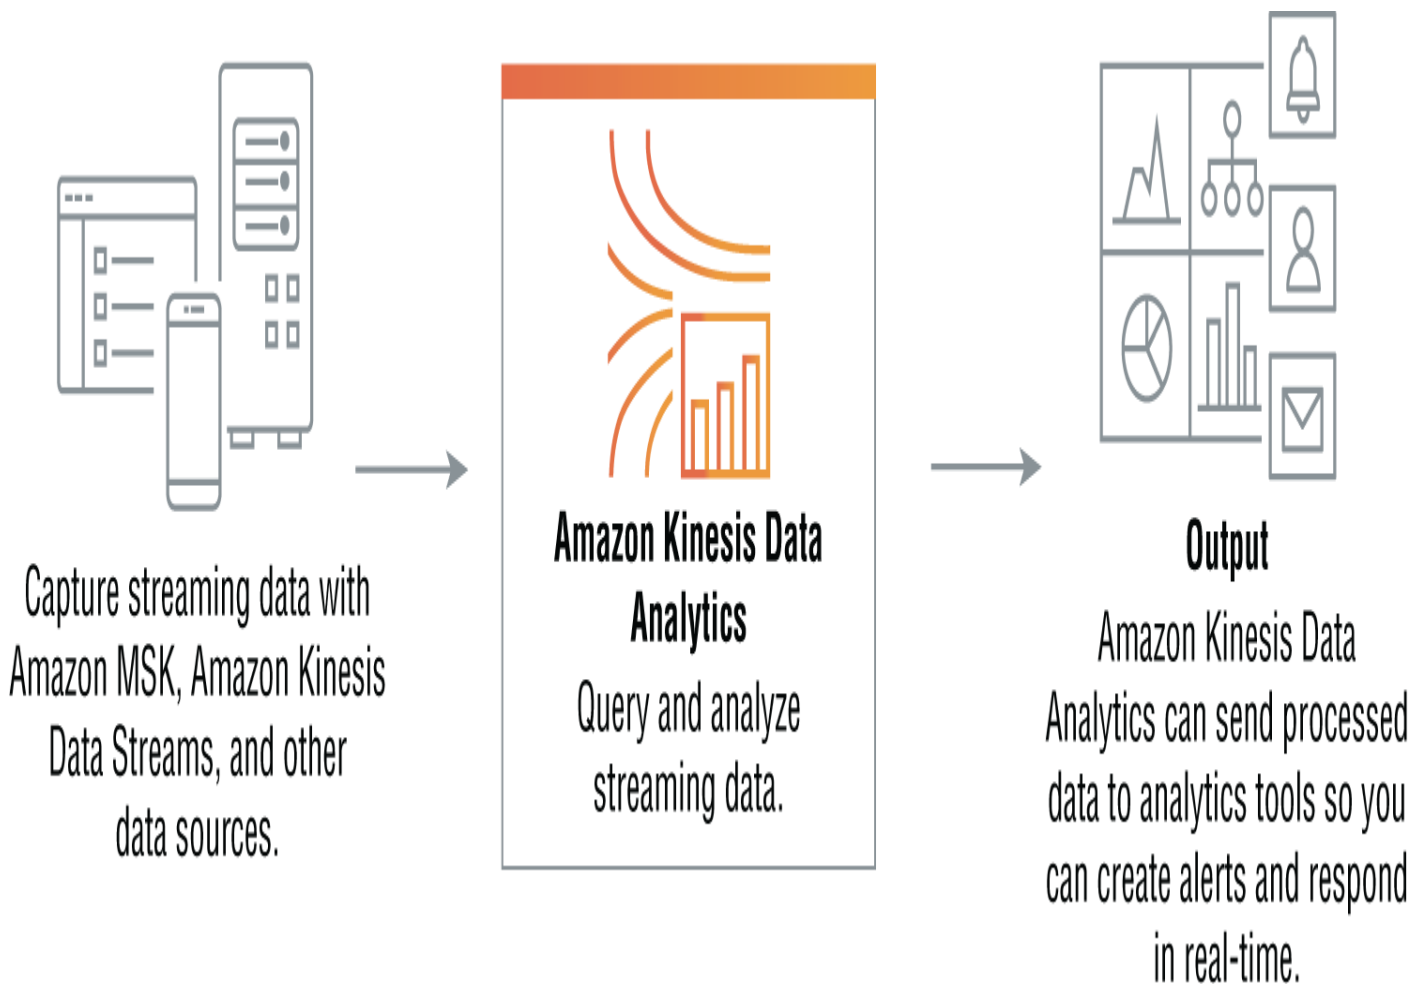 Capture streaming data with
Amazon MSK, Amazon Kinesis
Data Streams, and other
data sources.
Amazon Kinesis Data
Analytics
Query and analyze
streaming data.
Output
Amazon Kinesis Data
Analytics can send processed
data to analytics tools so you
can create alerts and respond
in real-time.